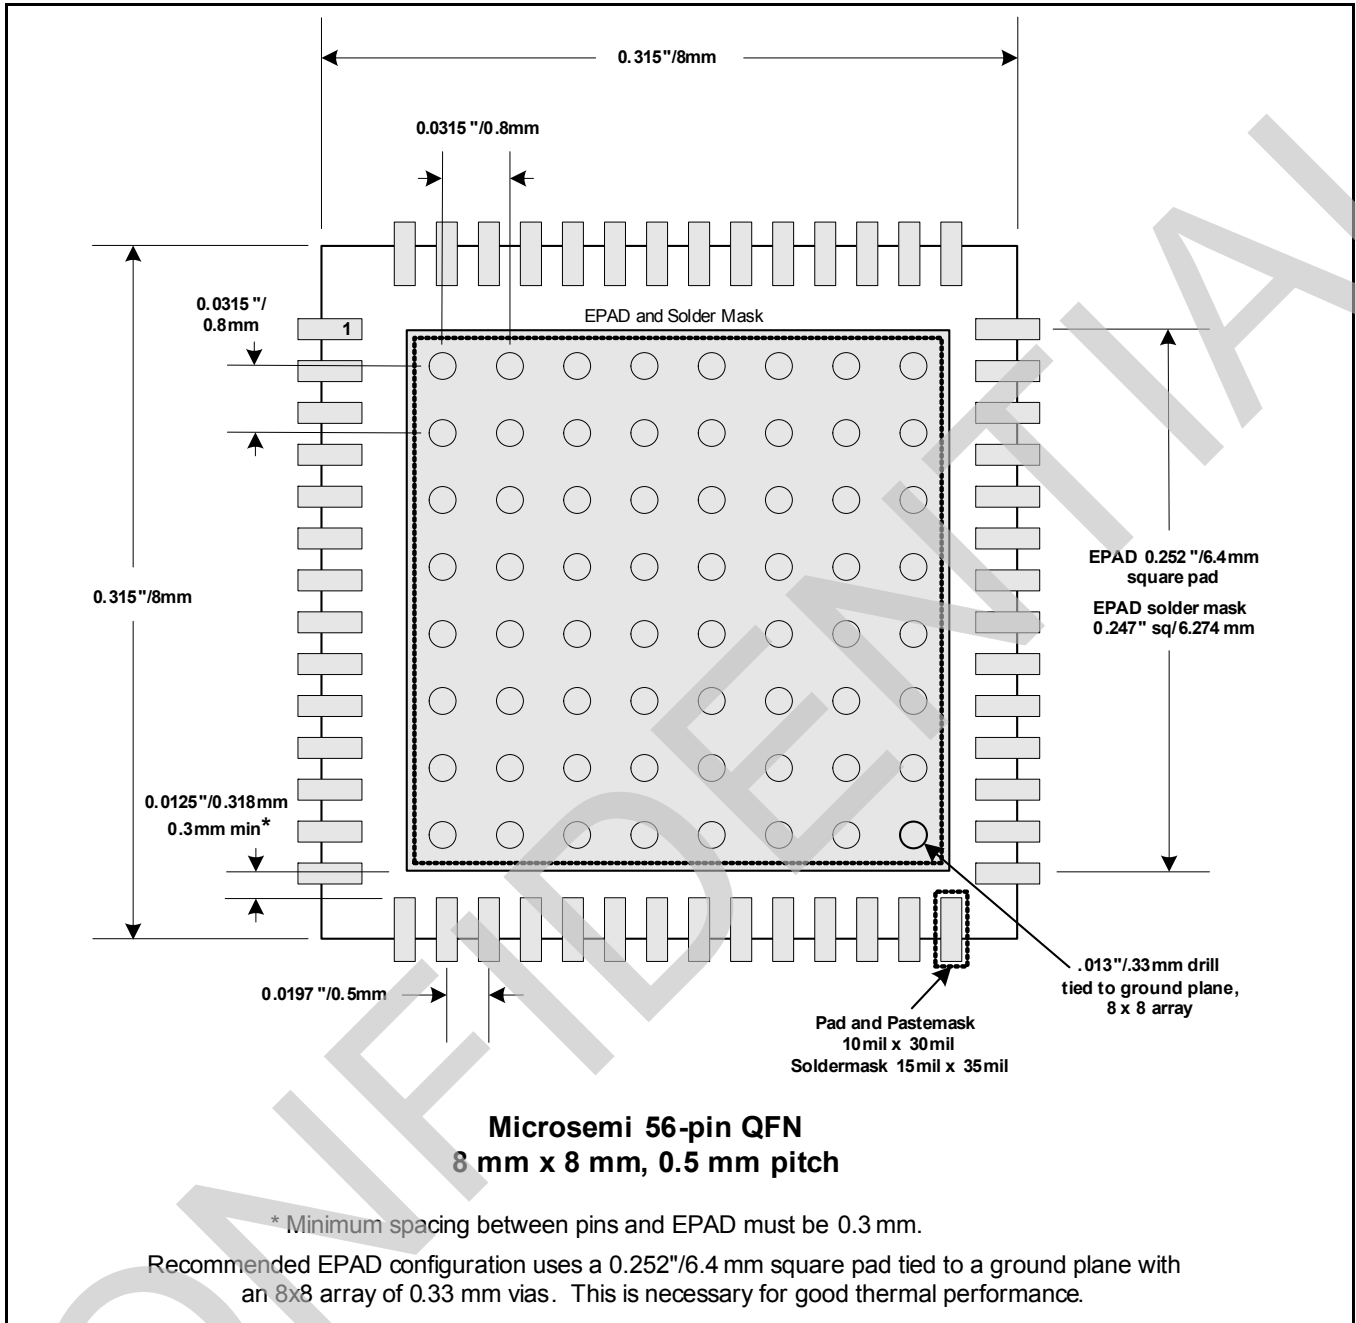 0.315"/8mm
0.0315"/0.8mm
0.0315"/
0.8mm
1
EPAD and Solder Mask
0.315"/8mm
EPAD 0.252"/6.4mm
square pad
EPAD solder mask
0.247" sq/6.274 mm
0.0125"/0.318mm
0.3mm min*
0.0197"/0.5mm
.013"/.33mm drill
tied to ground plane,
8 x 8 array
Pad and Pastemask
10mil x 30mil
Soldermask 15mil x 35mil
Microsemi 56-pin QFN
8 mm x 8 mm, 0.5 mm pitch
* Minimum spacing between pins and EPAD must be 0.3 mm.
Recommended EPAD configuration uses a 0.252"/6.4 mm square pad tied to a ground plane with
an 8x8 array of 0.33 mm vias. This is necessary for good thermal performance.
ONFIDENTIAL